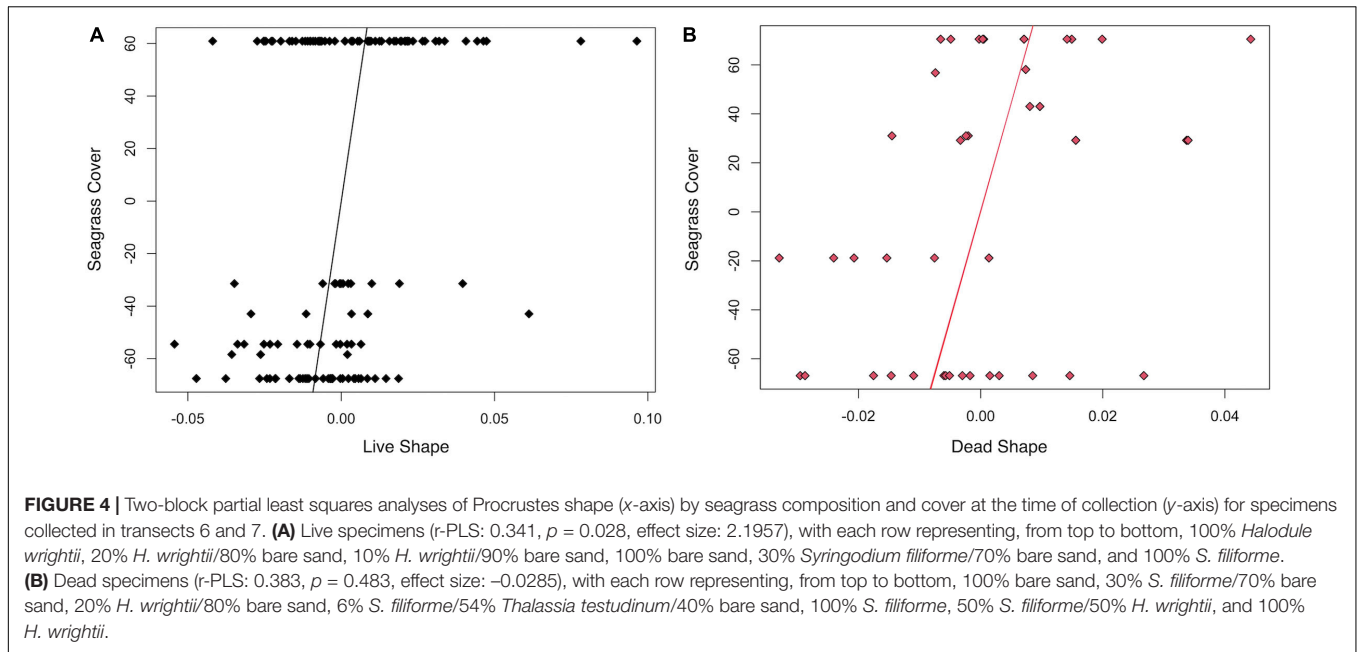 A
60
40
20
0
-20
-40
-60
Seagrass Cover
-0.05
0.00
0.05
0.10
Live Shape
B
60
40
20
0
-20
-40
-60
Seagrass Cover
-0.02
0.00
0.02
0.04
Dead Shape
FIGURE 4 | Two-block partial least squares analyses of Procrustes shape (x-axis) by seagrass composition and cover at the time of collection (y-axis) for specimens
collected in transects 6 and 7. (A) Live specimens (r-PLS: 0.341, p = 0.028, effect size: 2.1957), with each row representing, from top to bottom, 100% Halodule
wrightii, 20% H. wrightii/80% bare sand, 10% H. wrightii/90% bare sand, 100% bare sand, 30% Syringodium filiforme/70% bare sand, and 100% S. filiforme.
(B) Dead specimens (r-PLS: 0.383, p = 0.483, effect size: –0.0285), with each row representing, from top to bottom, 100% bare sand, 30% S. filiforme/70% bare
sand, 20% H. wrightii/80% bare sand, 6% S. filiforme/54% Thalassia testudinum/40% bare sand, 100% S. filiforme, 50% S. filiforme/50% H. wrightii, and 100%
H. wrightii.